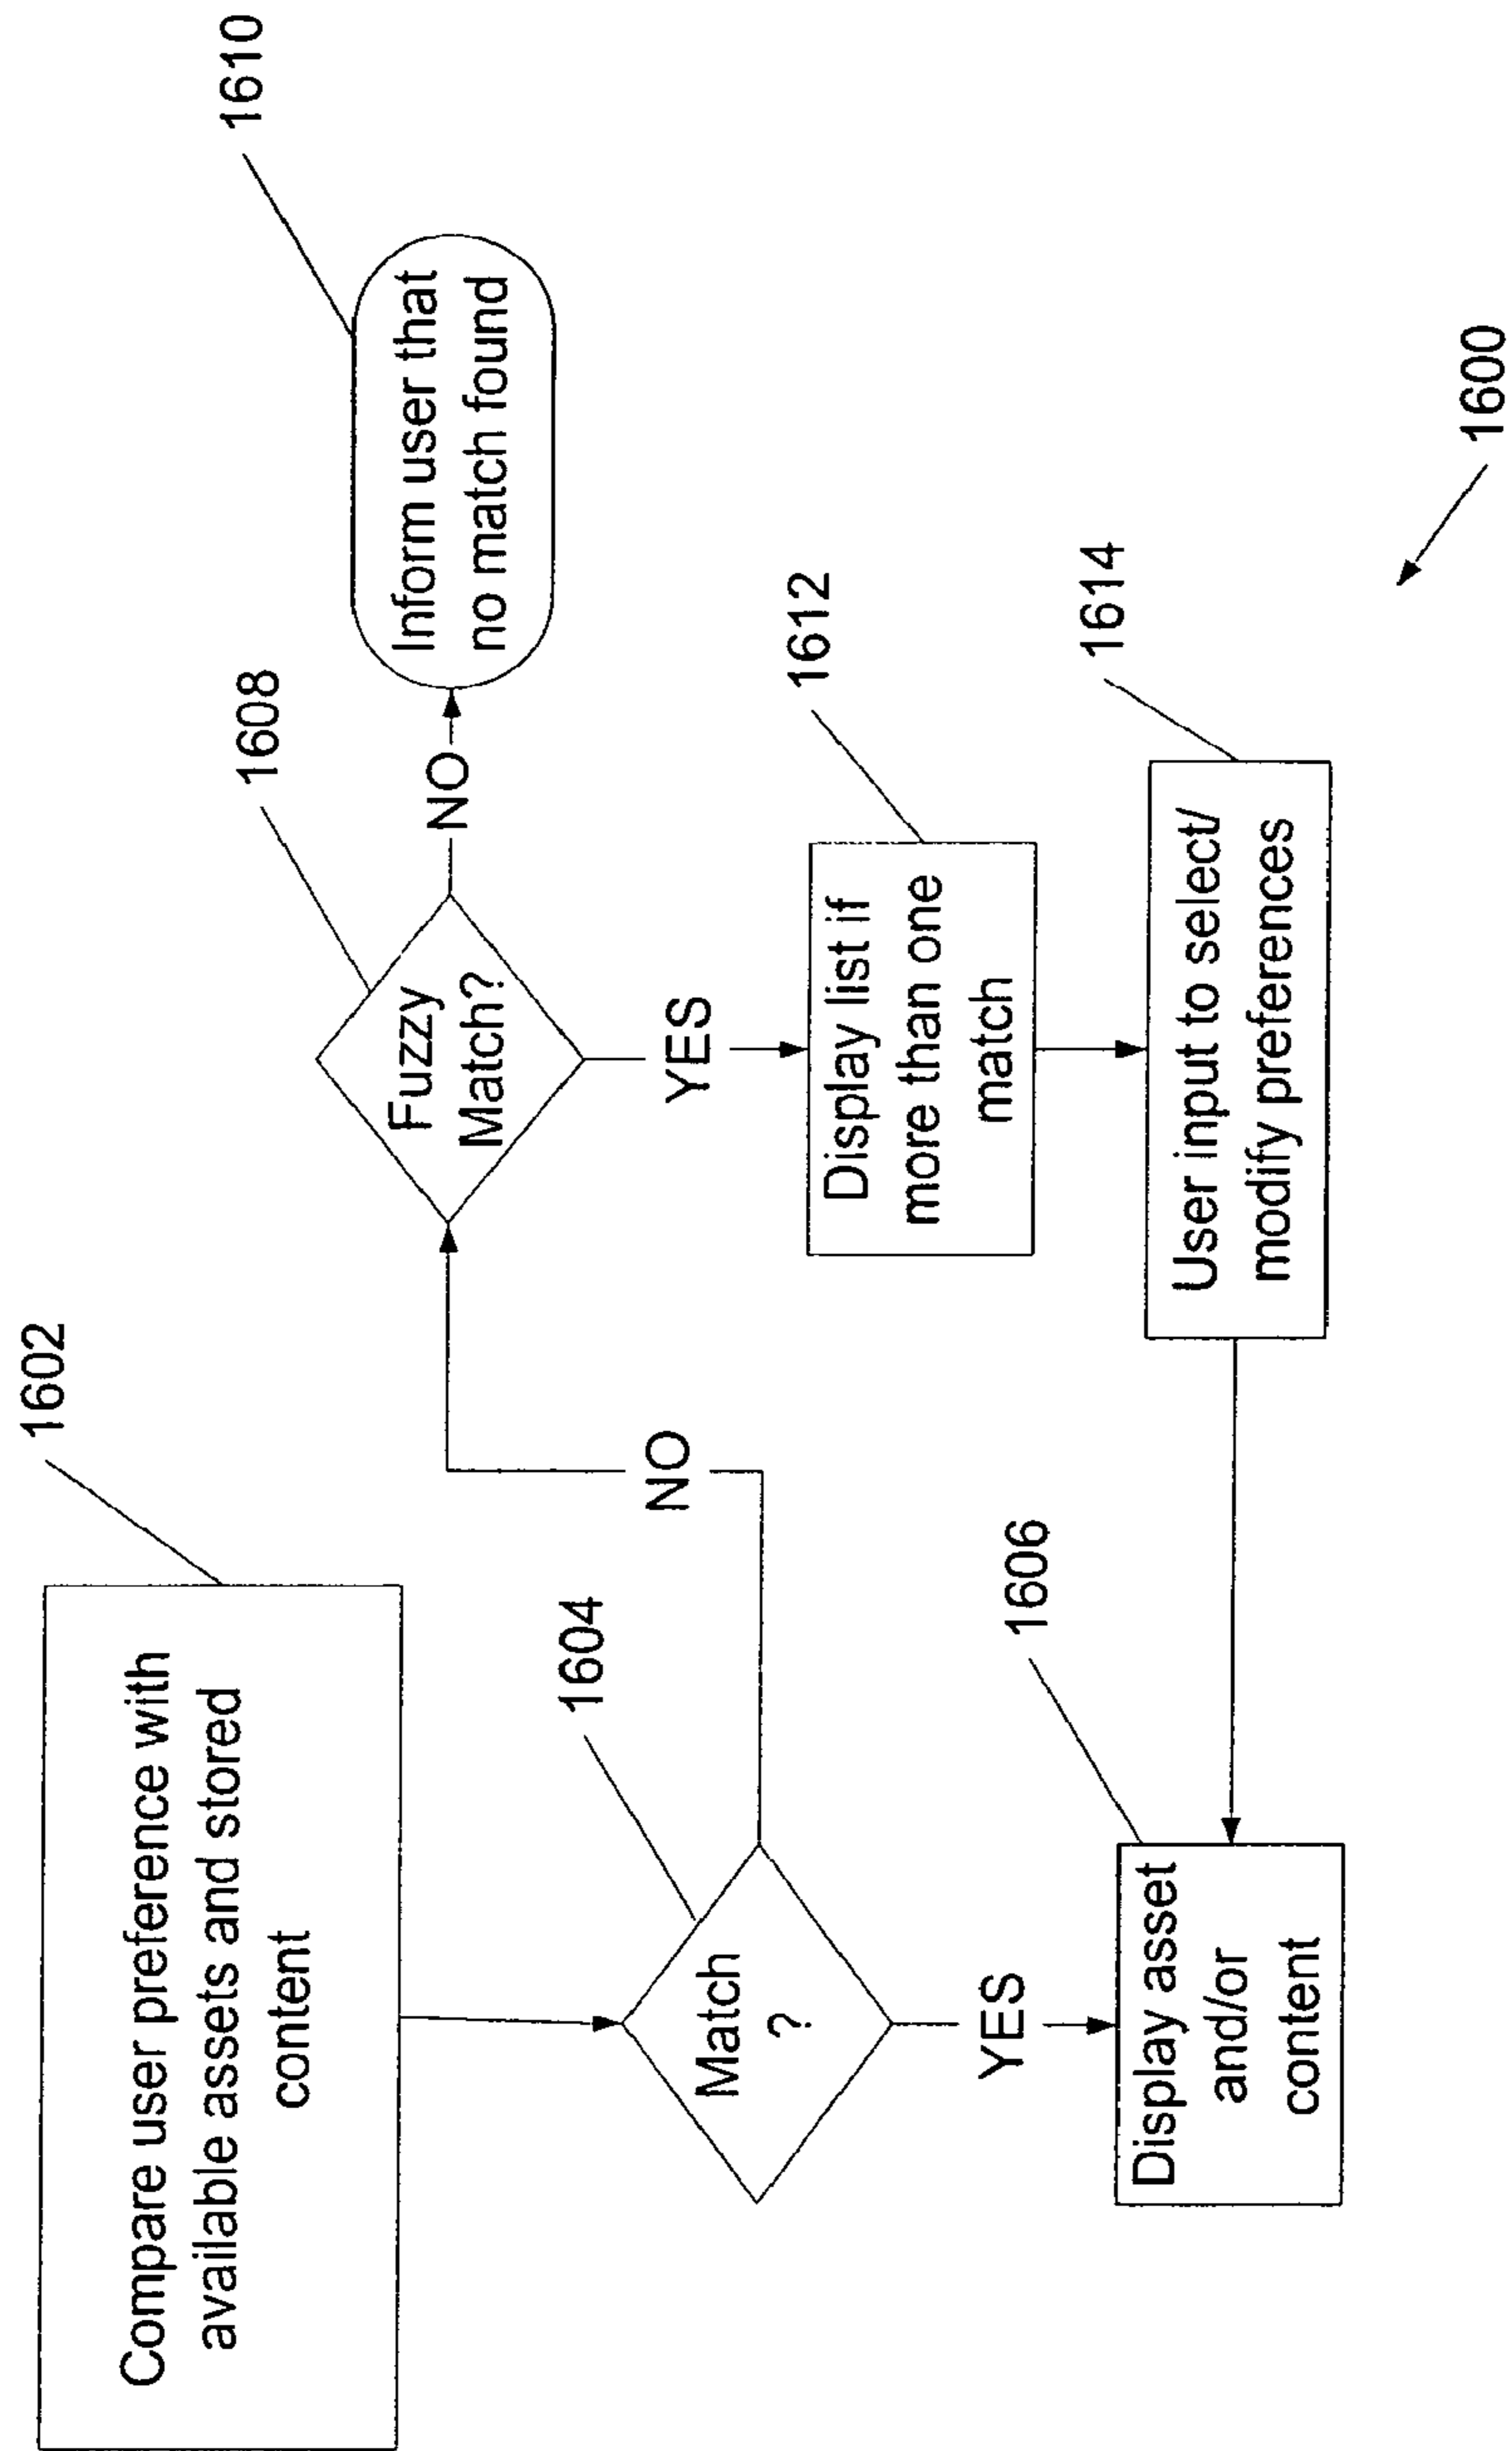 1602
Compare user preference with
available assets and stored
content
1604
Match
?
NO
YES
1606
Display asset
and/or
content
1608
Fuzzy
Match?
NO
1610
Inform user that
no match found
YES
1612
Display list if
more than one
match
1614
User input to select/
modify preferences
1600